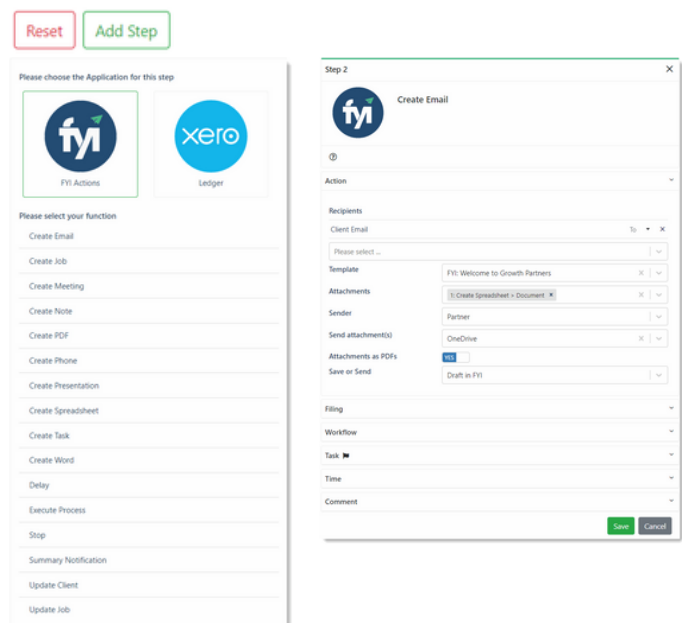 Reset
Add Step
Please choose the Application for this step
fyi
FYI Actions
xero
Ledger
Please select your function
Create Email
Create Job
Create Meeting
Create Note
Create PDF
Create Phone
Create Presentation
Create Spreadsheet
Create Task
Create Word
Delay
Execute Process
Stop
Summary Notification
Update Client
Update Job
Step 2
fyi
Create Email
Action
Recipients
Client Email To
Please select ...
Template FYI: Welcome to Growth Partners
Attachments 1: Create Spreadsheet > Document
Sender Partner
Send attachment(s) OneDrive
Attachments as PDFs YES
Save or Send Draft in FYI
Filing
Workflow
Task
Time
Comment
Save Cancel